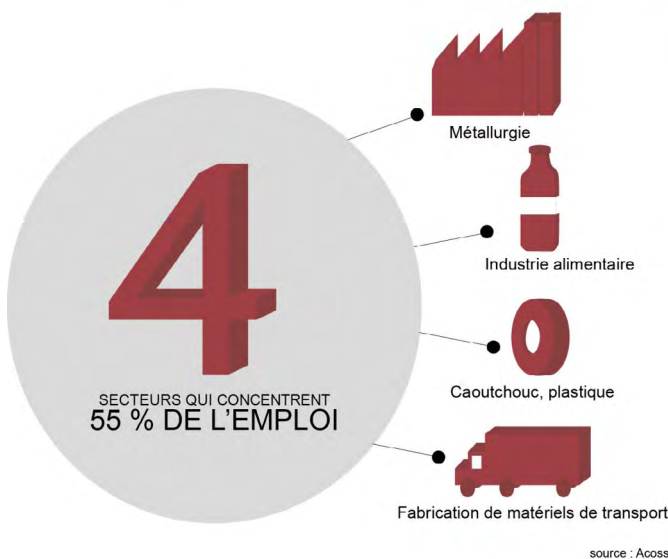 4
SECTEURS QUI CONCENTRENT
55 % DE L'EMPLOI
Métallurgie
Industrie alimentaire
Caoutchouc, plastique
Fabrication de matériels de transport
source : Acoss